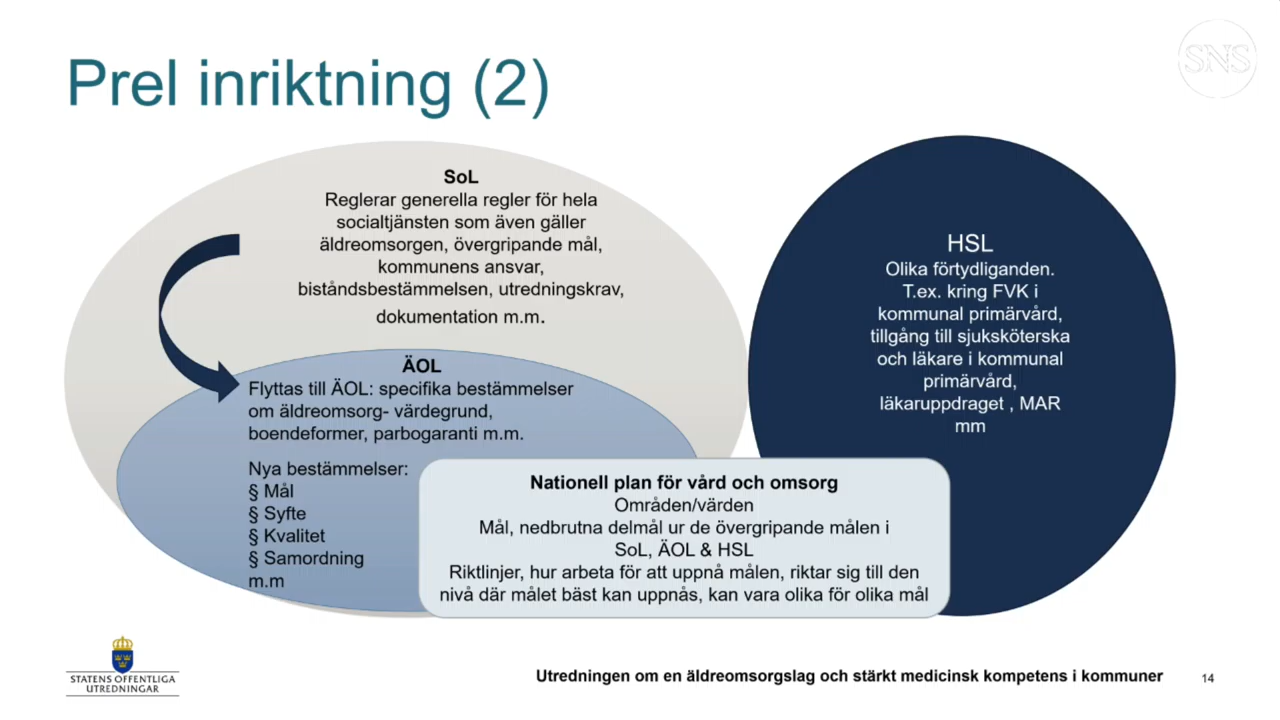 SNS
Prel inriktning (2)
SoL
Reglerar generella regler för hela
socialtjänsten som även gäller
äldreomsorgen, övergripande mål,
kommunens ansvar,
biståndsbestämmelsen, utredningskrav,
dokumentation m.m.
ÄOL
Flyttas till ÄOL: specifika bestämmelser
om äldreomsorg- värdegrund,
boendeformer, parbogaranti m.m.
Nya bestämmelser:
§ Mål
§ Syfte
§ Kvalitet
§ Samordning
m.m
HSL
Olika förtydliganden.
T.ex. kring FVK i
kommunal primärvård,
tillgång till sjuksköterska
och läkare i kommunal
primärvård,
läkaruppdraget , MAR
mm
Nationell plan för vård och omsorg
Områden/värden
Mål, nedbrutna delmål ur de övergripande målen i
SoL, ÄOL & HSL
Riktlinjer, hur arbeta för att uppnå målen, riktar sig till den
nivå där målet bäst kan uppnås, kan vara olika för olika mål
STATENS OFFENTLIGA
UTREDNINGAR
Utredningen om en äldreomsorgslag och stärkt medicinsk kompetens i kommuner
14